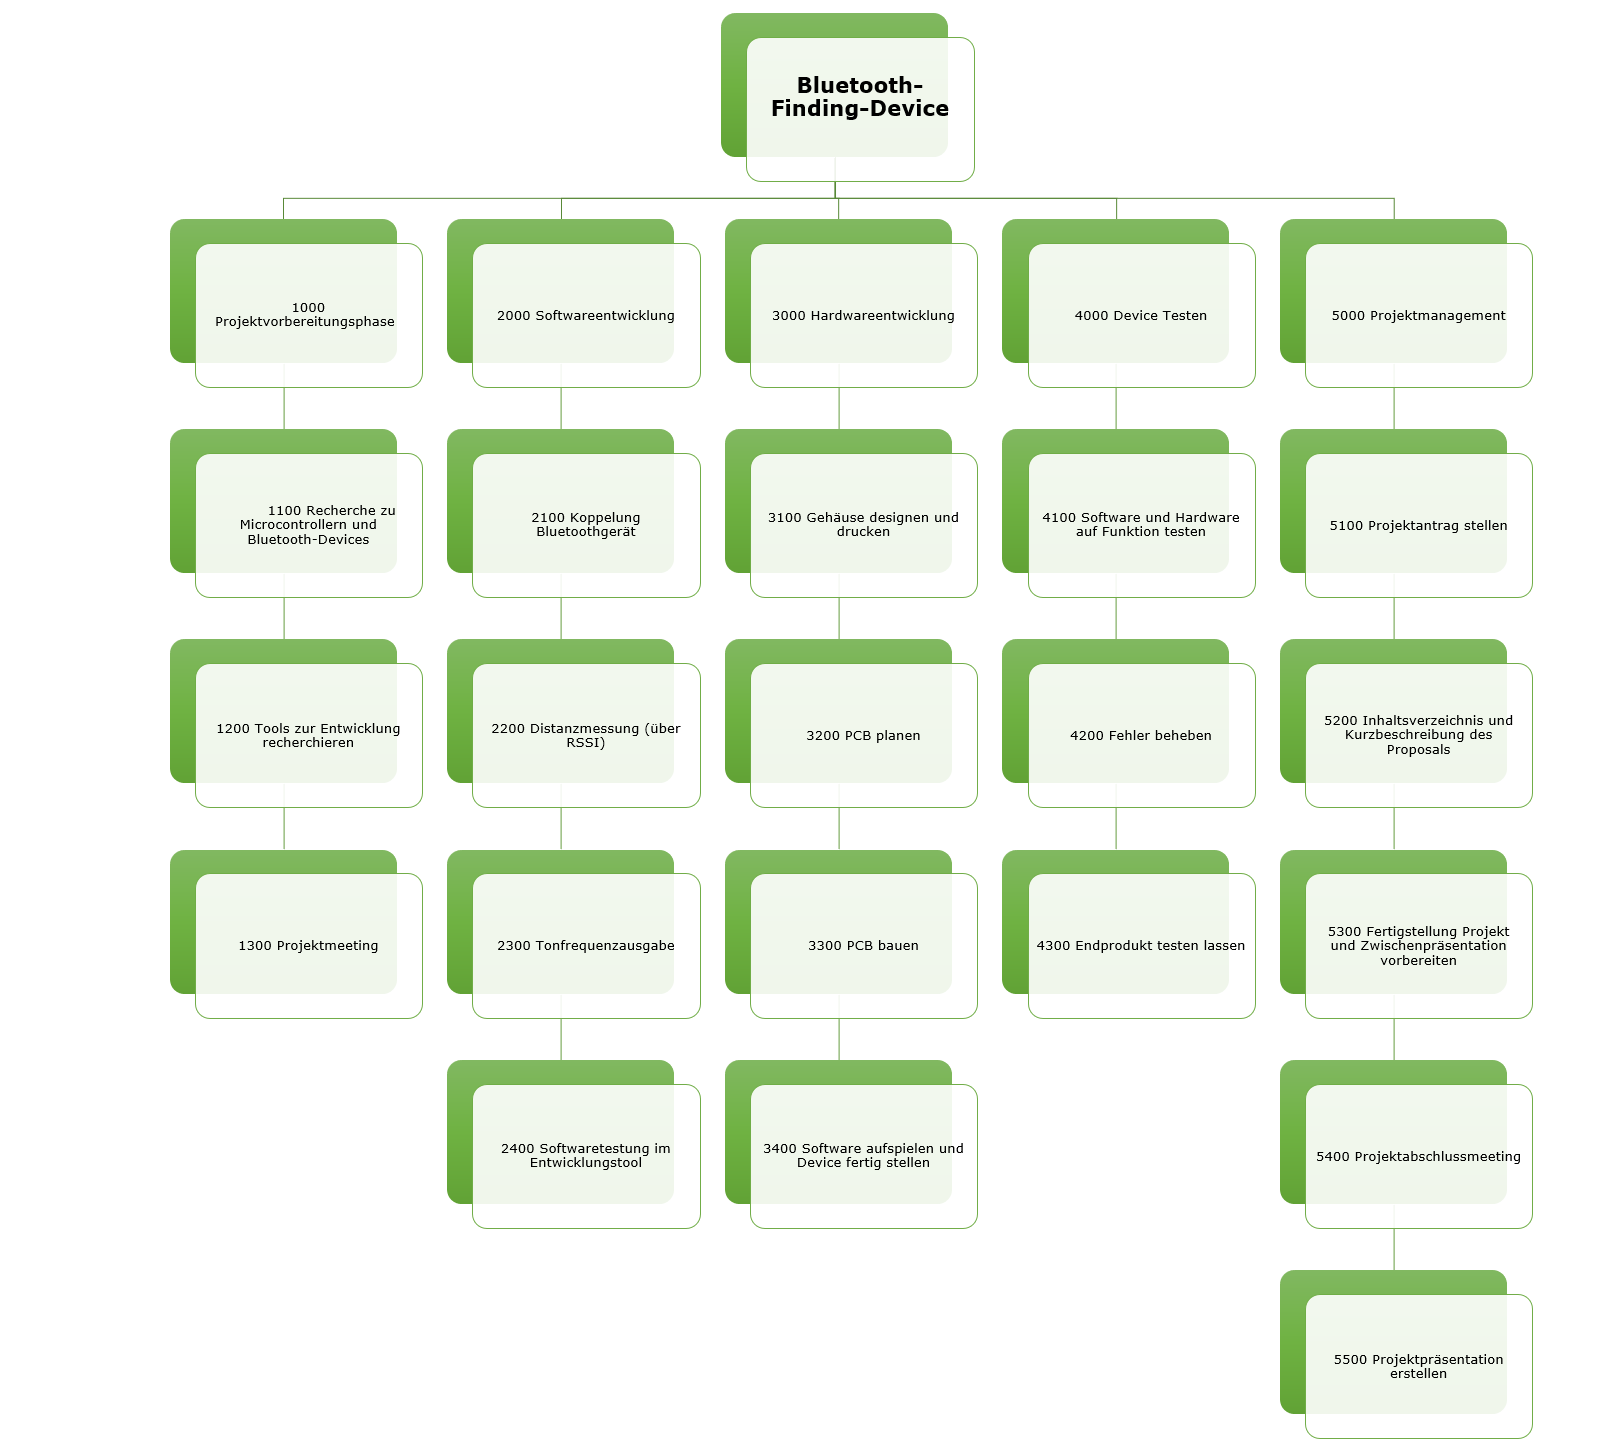 Bluetooth-
Finding-Device
1000
Projektvorbereitungsphase
2000 Softwareentwicklung
3000 Hardwareentwicklung
4000 Device Testen
5000 Projektmanagement
1100 Recherche zu
Microcontrollern und
Bluetooth-Devices
2100 Koppelung
Bluetoothgerät
3100 Gehäuse designen und
drucken
4100 Software und Hardware
auf Funktion testen
5100 Projektantrag stellen
1200 Tools zur Entwicklung
recherchieren
2200 Distanzmessung (über
RSSI)
3200 PCB planen
4200 Fehler beheben
5200 Inhaltsverzeichnis und
Kurzbeschreibung des
Proposals
1300 Projektmeeting
2300 Tonfrequenzausgabe
3300 PCB bauen
4300 Endprodukt testen lassen
5300 Fertigstellung Projekt
und Zwischenpräsentation
vorbereiten
2400 Softwaretestung im
Entwicklungstool
3400 Software aufspielen und
Device fertig stellen
5400 Projektabschlussmeeting
5500 Projektpräsentation
erstellen